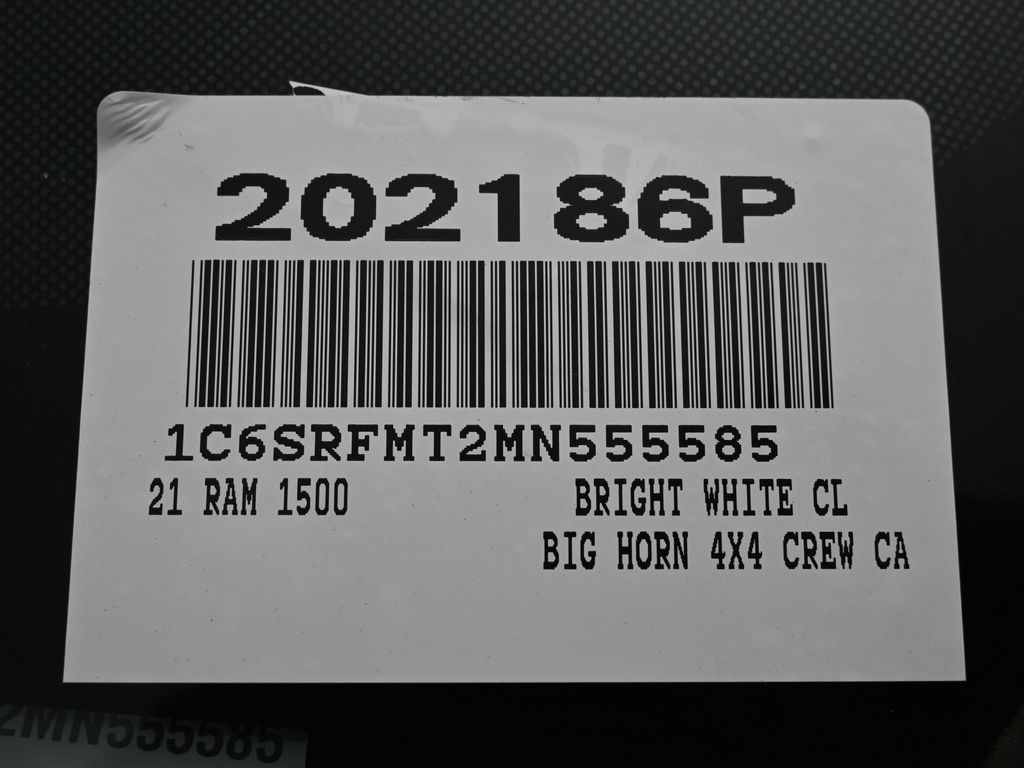 202186P
1C6SRFMT2MN555585
21 RAM 1500 BRIGHT WHITE CL
BIG HORN 4X4 CREW CA
2MN555585